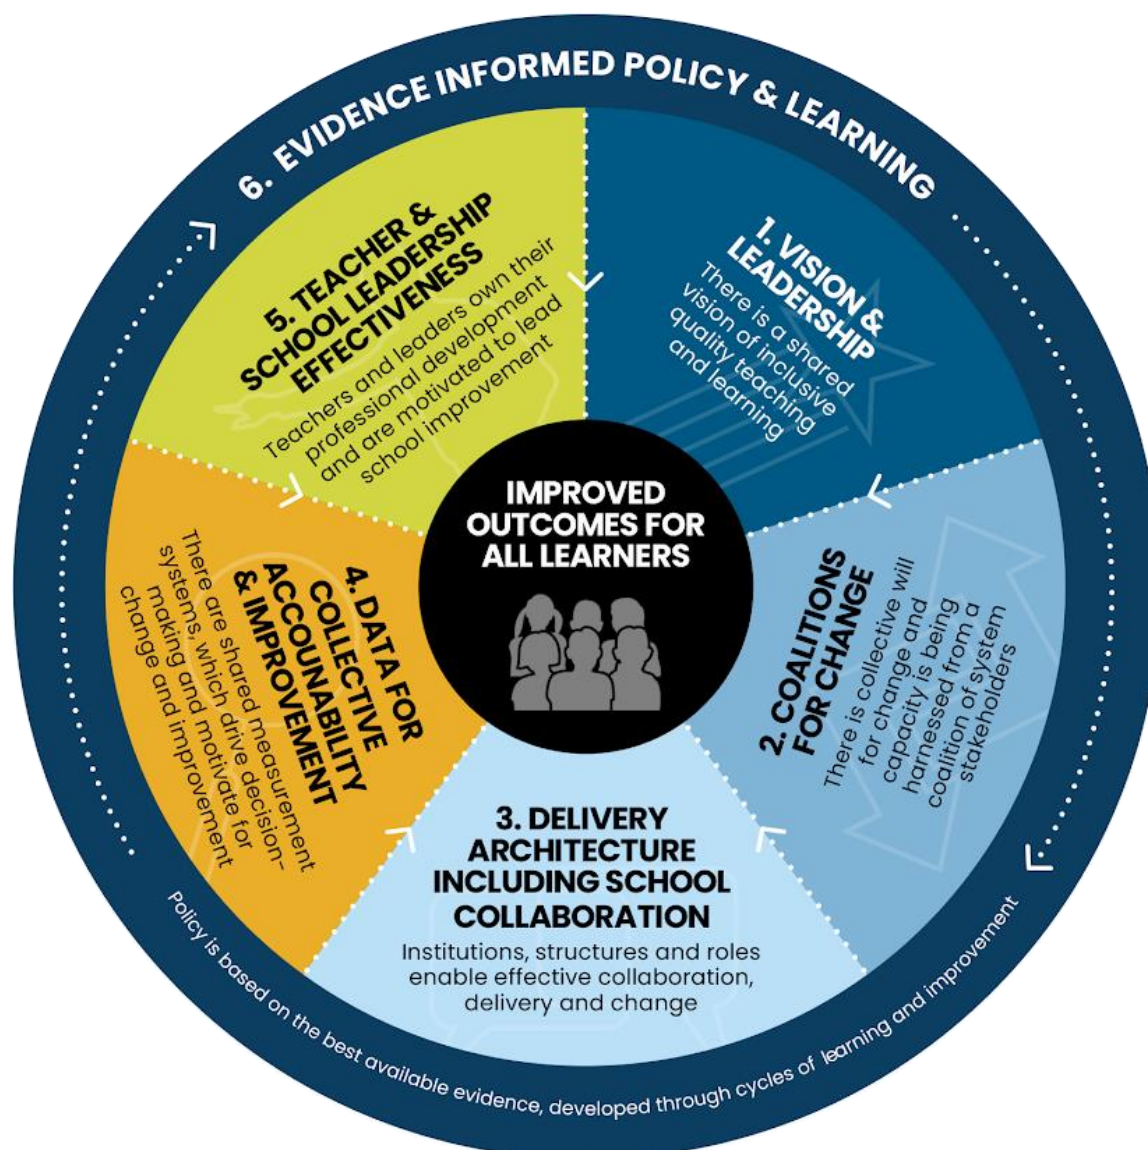 6. EVIDENCE INFORMED POLICY & LEARNING
1. VISION &
LEADERSHIP
There is a shared
vision of inclusive
quality teaching
and learning
2. COALITIONS
FOR CHANGE
There is collective will
for change and
capacity is being
harnessed from a
coalition of system
stakeholders
3. DELIVERY
ARCHITECTURE
INCLUDING SCHOOL
COLLABORATION
Institutions, structures and roles
enable effective collaboration,
delivery and change
4. DATA FOR
COLLECTIVE
ACCOUNTABILITY
& IMPROVEMENT
There are shared measurement
systems, which drive decision-
making and motivate for
change and improvement
5. TEACHER &
SCHOOL LEADERSHIP
EFFECTIVENESS
Teachers and leaders own their
professional development
and are motivated to lead
school improvement
IMPROVED
OUTCOMES FOR
ALL LEARNERS
Policy is based on the best available evidence, developed through cycles of learning and improvement